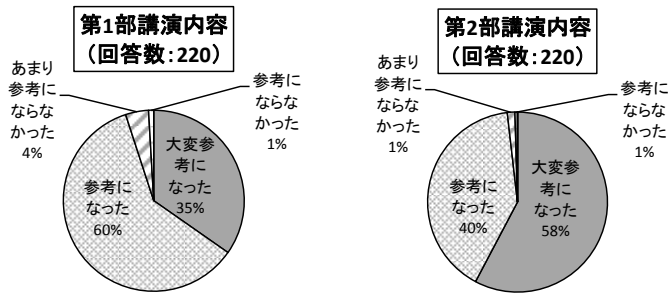 第1部講演内容
(回答数:220)
あまり
参考に
ならな
かった
4%
参考に
ならな
かった
1%
大変参
考に
なった
35%
参考に
なった
60%
第2部講演内容
(回答数:220)
あまり
参考に
ならな
かった
1%
参考に
ならな
かった
1%
大変参
考に
なった
58%
参考に
なった
40%